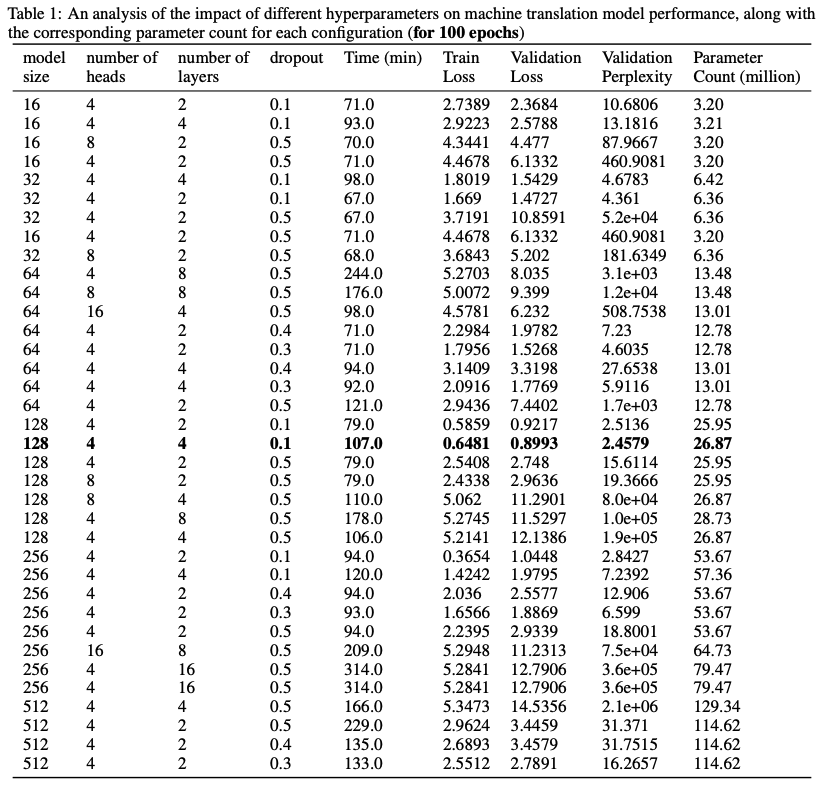 Table 1: An analysis of the impact of different hyperparameters on machine translation model performance, along with
the corresponding parameter count for each configuration (for 100 epochs)
model number of number of dropout Time (min) Train Validation Validation Parameter
size heads layers Loss Loss Perplexity Count (million)
16 4 2 0.1 71.0 2.7389 2.3684 10.6806 3.20
16 4 4 0.1 93.0 2.9223 2.5788 13.1816 3.21
16 8 2 0.5 70.0 4.3441 4.477 87.9667 3.20
16 4 2 0.5 71.0 4.4678 6.1332 460.9081 3.20
32 4 4 0.1 98.0 1.8019 1.5429 4.6783 6.42
32 4 2 0.1 67.0 1.669 1.4727 4.361 6.36
32 4 2 0.5 67.0 3.7191 10.8591 5.2e+04 6.36
16 4 2 0.5 71.0 4.4678 6.1332 460.9081 3.20
32 8 2 0.5 68.0 3.6843 5.202 181.6349 6.36
64 4 8 0.5 244.0 5.2703 8.035 3.1e+03 13.48
64 8 8 0.5 176.0 5.0072 9.399 1.2e+04 13.48
64 16 4 0.5 98.0 4.5781 6.232 508.7538 13.01
64 4 2 0.4 71.0 2.2984 1.9782 7.23 12.78
64 4 2 0.3 71.0 1.7956 1.5268 4.6035 12.78
64 4 4 0.4 94.0 3.1409 3.3198 27.6538 13.01
64 4 4 0.3 92.0 2.0916 1.7769 5.9116 13.01
64 4 2 0.5 121.0 2.9436 7.4402 1.7e+03 12.78
128 4 2 0.1 79.0 0.5859 0.9217 2.5136 25.95
128 4 4 0.1 107.0 0.6481 0.8993 2.4579 26.87
128 4 2 0.5 79.0 2.5408 2.748 15.6114 25.95
128 8 2 0.5 79.0 2.4338 2.9636 19.3666 25.95
128 8 4 0.5 110.0 5.062 11.2901 8.0e+04 26.87
128 4 8 0.5 178.0 5.2745 11.5297 1.0e+05 28.73
128 4 4 0.5 106.0 5.2141 12.1386 1.9e+05 26.87
256 4 2 0.1 94.0 0.3654 1.0448 2.8427 53.67
256 4 4 0.1 120.0 1.4242 1.9795 7.2392 57.36
256 4 2 0.4 94.0 2.036 2.5577 12.906 53.67
256 4 2 0.3 93.0 1.6566 1.8869 6.599 53.67
256 4 2 0.5 94.0 2.2395 2.9339 18.8001 53.67
256 16 8 0.5 209.0 5.2948 11.2313 7.5e+04 64.73
256 4 16 0.5 314.0 5.2841 12.7906 3.6e+05 79.47
256 4 16 0.5 314.0 5.2841 12.7906 3.6e+05 79.47
512 4 4 0.5 166.0 5.3473 14.5356 2.1e+06 129.34
512 4 2 0.5 229.0 2.9624 3.4459 31.371 114.62
512 4 2 0.4 135.0 2.6893 3.4579 31.7515 114.62
512 4 2 0.3 133.0 2.5512 2.7891 16.2657 114.62